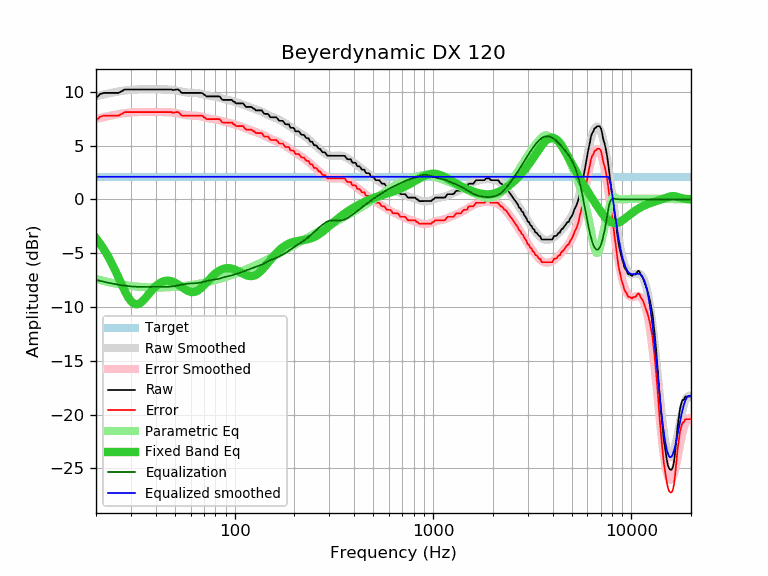 Beyerdynamic DX 120
10
5
0
−5
−10
−15
−20
−25
Amplitude (dBr)
Target
Raw Smoothed
Error Smoothed
Raw
Error
Parametric Eq
Fixed Band Eq
Equalization
Equalized smoothed
100
1000
10000
Frequency (Hz)